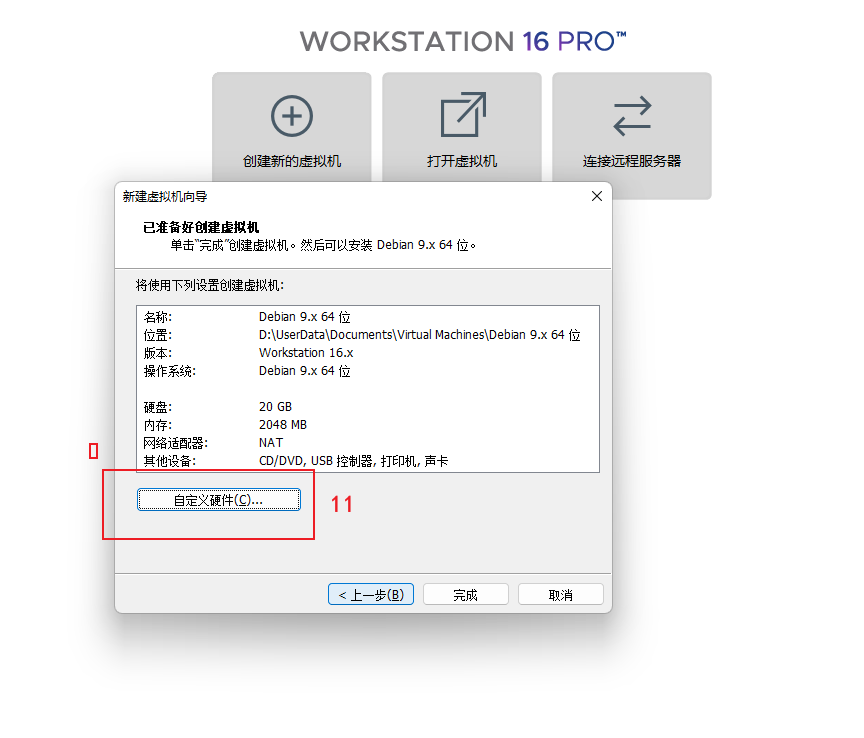 WORKSTATION 16 PRO™
创建新的虚拟机
打开虚拟机
连接远程服务器
新建虚拟机向导
已准备好创建虚拟机
单击“完成”创建虚拟机。然后可以安装 Debian 9.x 64 位。
将使用下列设置创建虚拟机:
名称: Debian 9.x 64 位
位置: D:\UserData\Documents\Virtual Machines\Debian 9.x 64 位
版本: Workstation 16.x
操作系统: Debian 9.x 64 位
硬盘: 20 GB
内存: 2048 MB
网络适配器: NAT
其他设备: CD/DVD, USB 控制器, 打印机, 声卡
自定义硬件(C)...
11
< 上一步(B)
完成
取消